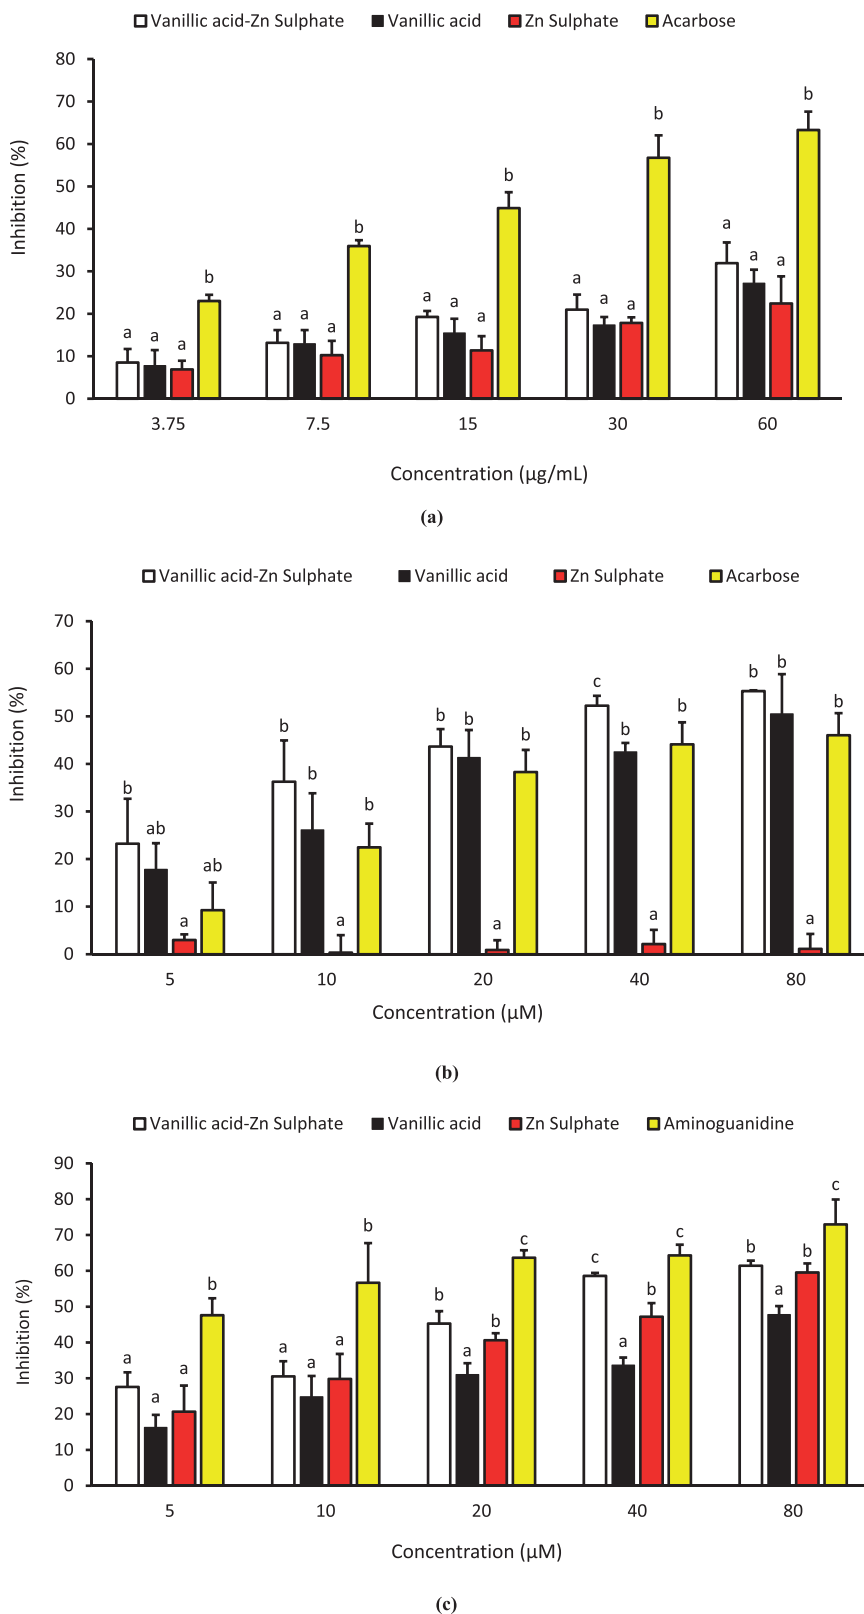 Vanillic acid-Zn Sulphate Vanillic acid Zn Sulphate Acarbose
80
70
60
50
40
30
20
10
0
Inhibition (%)
a a a b
a a a b
a a a b
a a a b
a a a b
3.75 7.5 15 30 60
Concentration (µg/mL)
(a)
Vanillic acid-Zn Sulphate Vanillic acid Zn Sulphate Acarbose
70
60
50
40
30
20
10
0
Inhibition (%)
b ab a ab
b b a b
b b a b
c b a b
b b a b
5 10 20 40 80
Concentration (µM)
(b)
Vanillic acid-Zn Sulphate Vanillic acid Zn Sulphate Aminoguanidine
90
80
70
60
50
40
30
20
10
0
Inhibition (%)
a a a b
a a a b
b a b c
c a b c
b a b c
5 10 20 40 80
Concentration (µM)
(c)